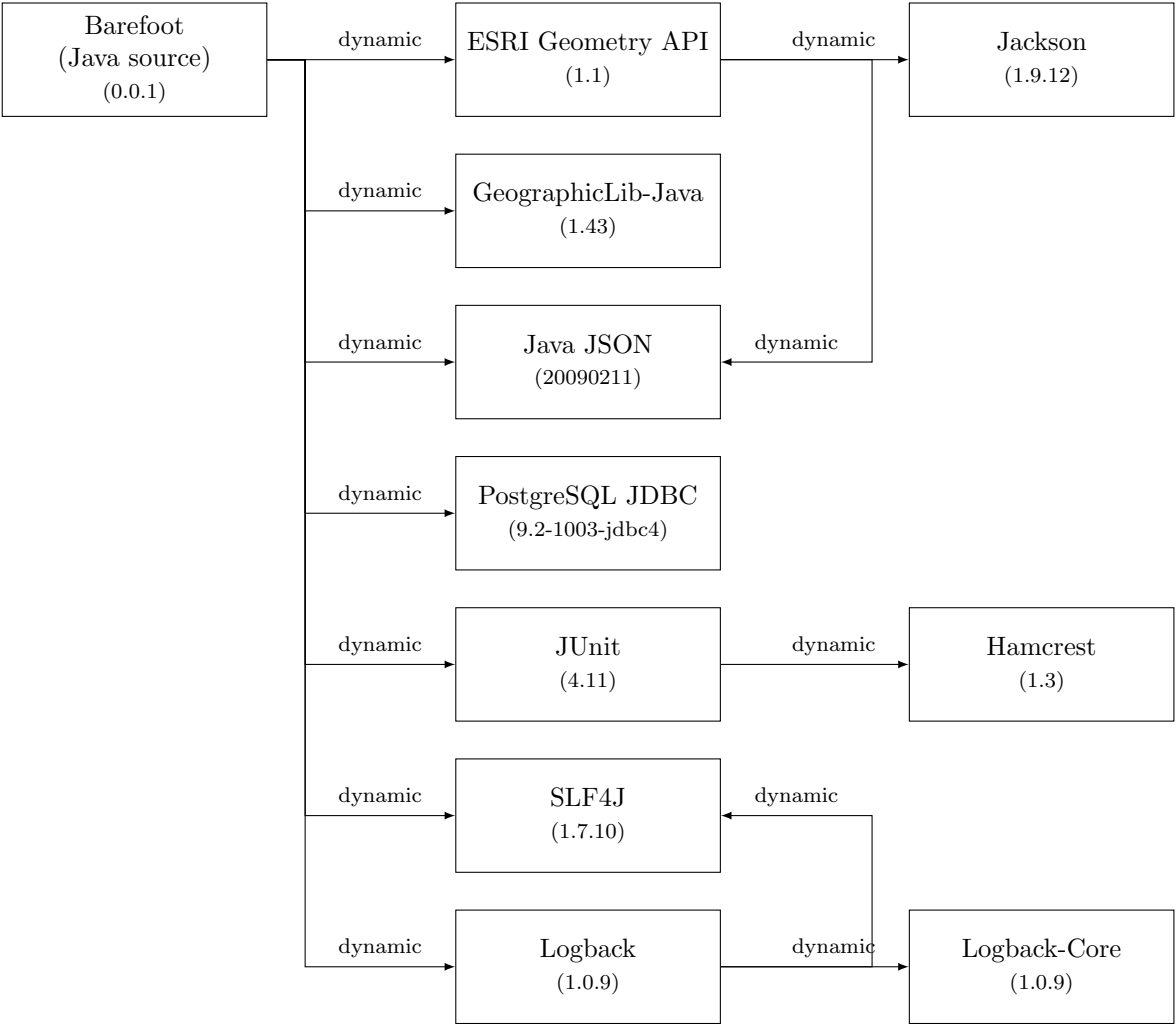 Barefoot
(Java source)
(0.0.1)
dynamic
ESRI Geometry API
(1.1)
dynamic
Jackson
(1.9.12)
dynamic
GeographicLib-Java
(1.43)
dynamic
Java JSON
(20090211)
dynamic
dynamic
PostgreSQL JDBC
(9.2-1003-jdbc4)
dynamic
JUnit
(4.11)
dynamic
Hamcrest
(1.3)
dynamic
SLF4J
(1.7.10)
dynamic
dynamic
Logback
(1.0.9)
dynamic
Logback-Core
(1.0.9)